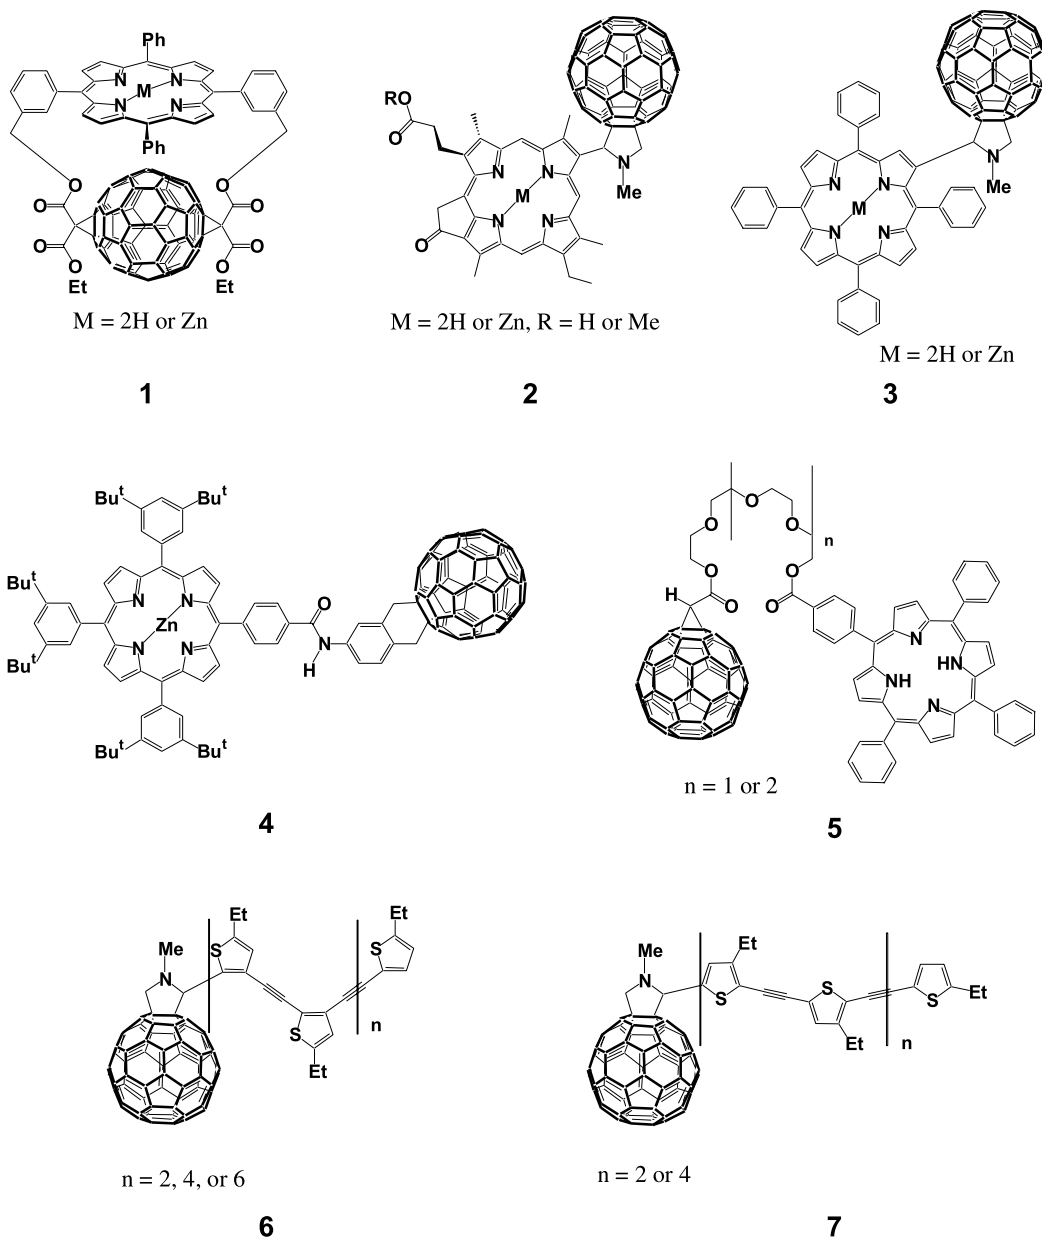 Ph
N
N
M
N
N
Ph
O
O
O
O
O
O
O
O
Et
Et
M = 2H or Zn
1
RO
O
N
N
M
N
N
O
N
Me
M = 2H or Zn, R = H or Me
2
N
Me
N
N
M
N
N
M = 2H or Zn
3
Bu^t
Bu^t
Bu^t
Bu^t
N
N
Zn
N
N
O
N
H
Bu^t
Bu^t
4
O
O
O
n
O
O
H
O
O
N
HN
NH
N
n = 1 or 2
5
Me
N
Et
S
Et
S
S
Et
n
n = 2, 4, or 6
6
Me
N
Et
S
S
S
Et
Et
n
n = 2 or 4
7